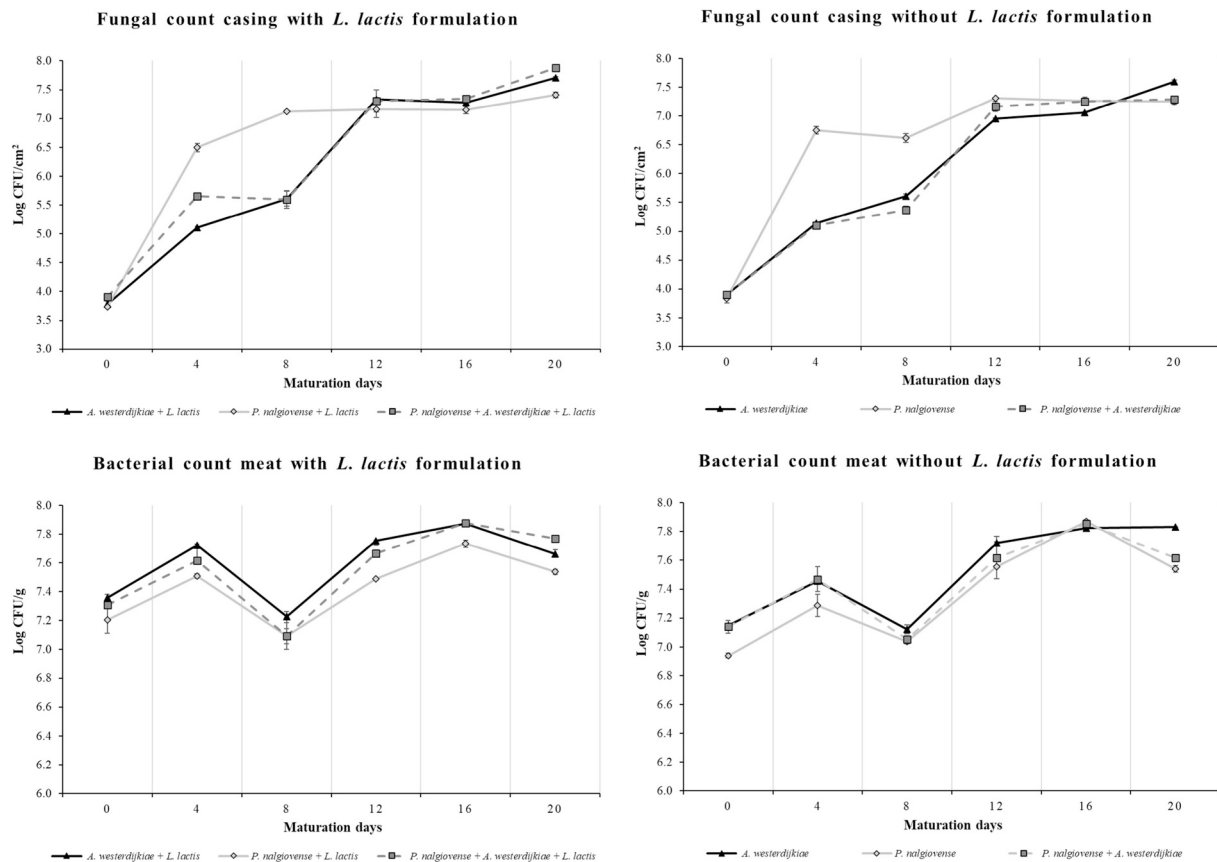 Fungal count casing with L. lactis formulation
Log CFU/cm²
8.0
7.5
7.0
6.5
6.0
5.5
5.0
4.5
4.0
3.5
3.0
0 4 8 12 16 20
Maturation days
A. westerdijkiae + L. lactis P. nalgiovense + L. lactis P. nalgiovense + A. westerdijkiae + L. lactis
Fungal count casing without L. lactis formulation
Log CFU/cm²
8.0
7.5
7.0
6.5
6.0
5.5
5.0
4.5
4.0
3.5
3.0
0 4 8 12 16 20
Maturation days
A. westerdijkiae P. nalgiovense P. nalgiovense + A. westerdijkiae
Bacterial count meat with L. lactis formulation
Log CFU/g
8.0
7.8
7.6
7.4
7.2
7.0
6.8
6.6
6.4
6.2
6.0
0 4 8 12 16 20
Maturation days
A. westerdijkiae + L. lactis P. nalgiovense + L. lactis P. nalgiovense + A. westerdijkiae + L. lactis
Bacterial count meat without L. lactis formulation
Log CFU/g
8.0
7.8
7.6
7.4
7.2
7.0
6.8
6.6
6.4
6.2
6.0
0 4 8 12 16 20
Maturation days
A. westerdijkiae P. nalgiovense P. nalgiovense + A. westerdijkiae